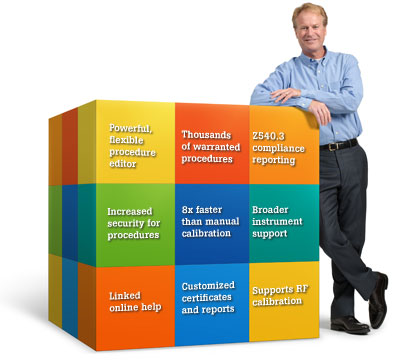 Powerful,
flexible
procedure
editor
Thousands
of warranted
procedures
Z540.3
compliance
reporting
Increased
security for
procedures
8x faster
than manual
calibration
Broader
instrument
support
Linked
online help
Customized
certificates
and reports
Supports RF
calibration